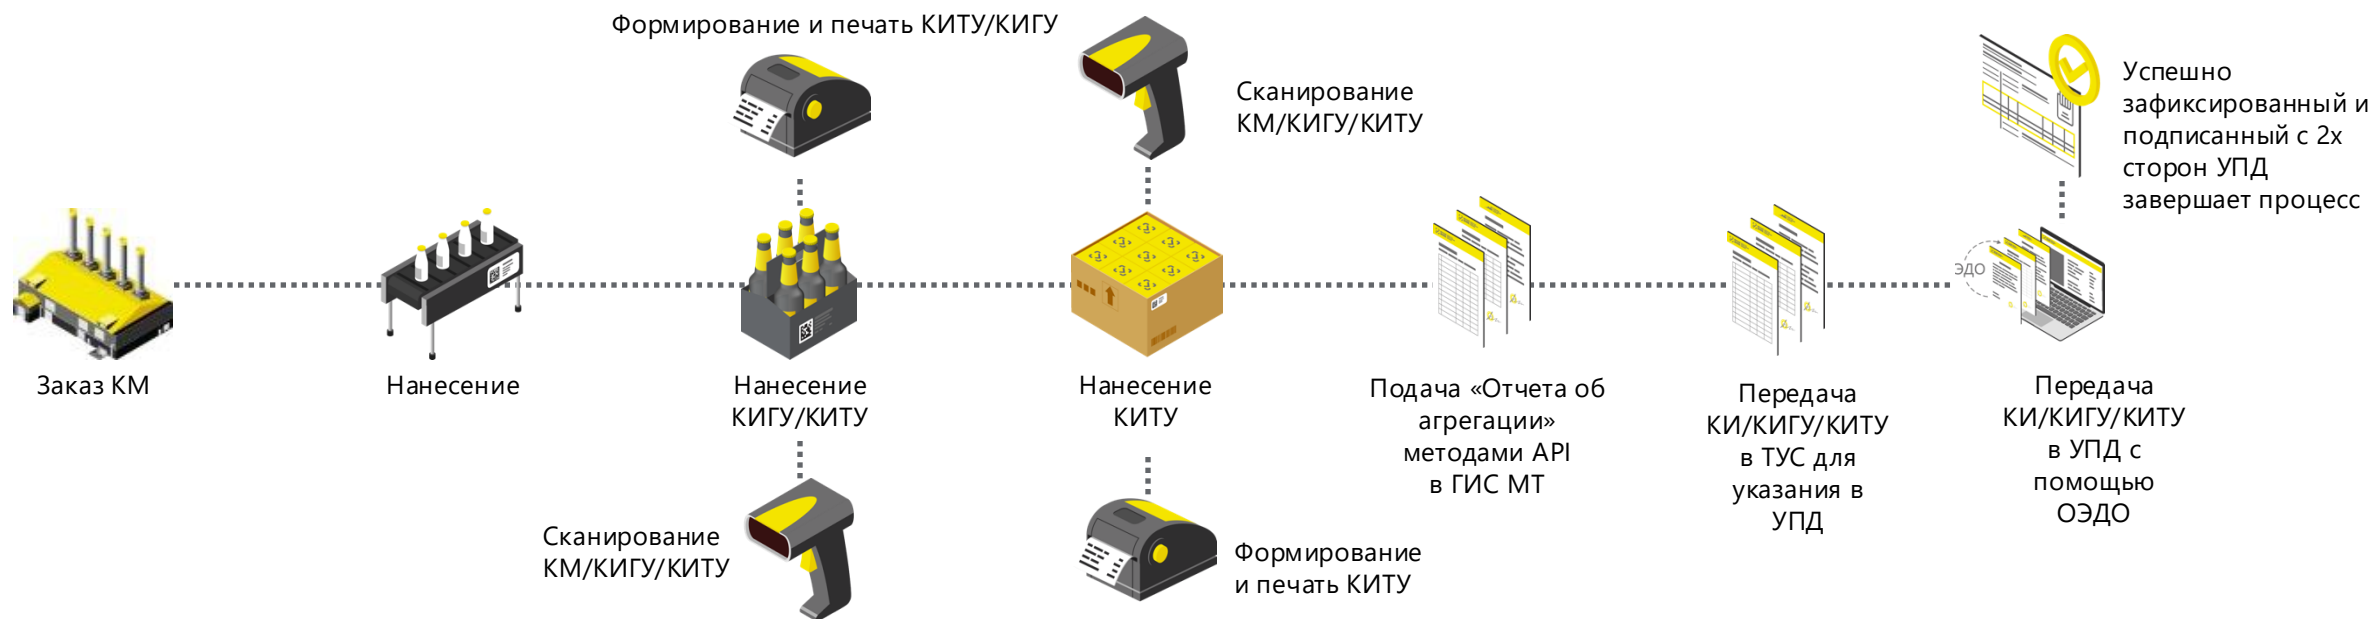 Формирование и печать КИТУ/КИГУ
Сканирование
КМ/КИГУ/КИТУ
Успешно
зафиксированный и
подписанный с 2х
сторон УПД
завершает процесс
ЭДО
Заказ КМ
Нанесение
Нанесение
КИГУ/КИТУ
Нанесение
КИТУ
Подача «Отчета об
агрегации»
методами API
в ГИС МТ
Передача
КИ/КИГУ/КИТУ
в ТУС для
указания в
УПД
Передача
КИ/КИГУ/КИТУ
в УПД с
помощью
ОЭДО
Сканирование
КМ/КИГУ/КИТУ
Формирование
и печать КИТУ